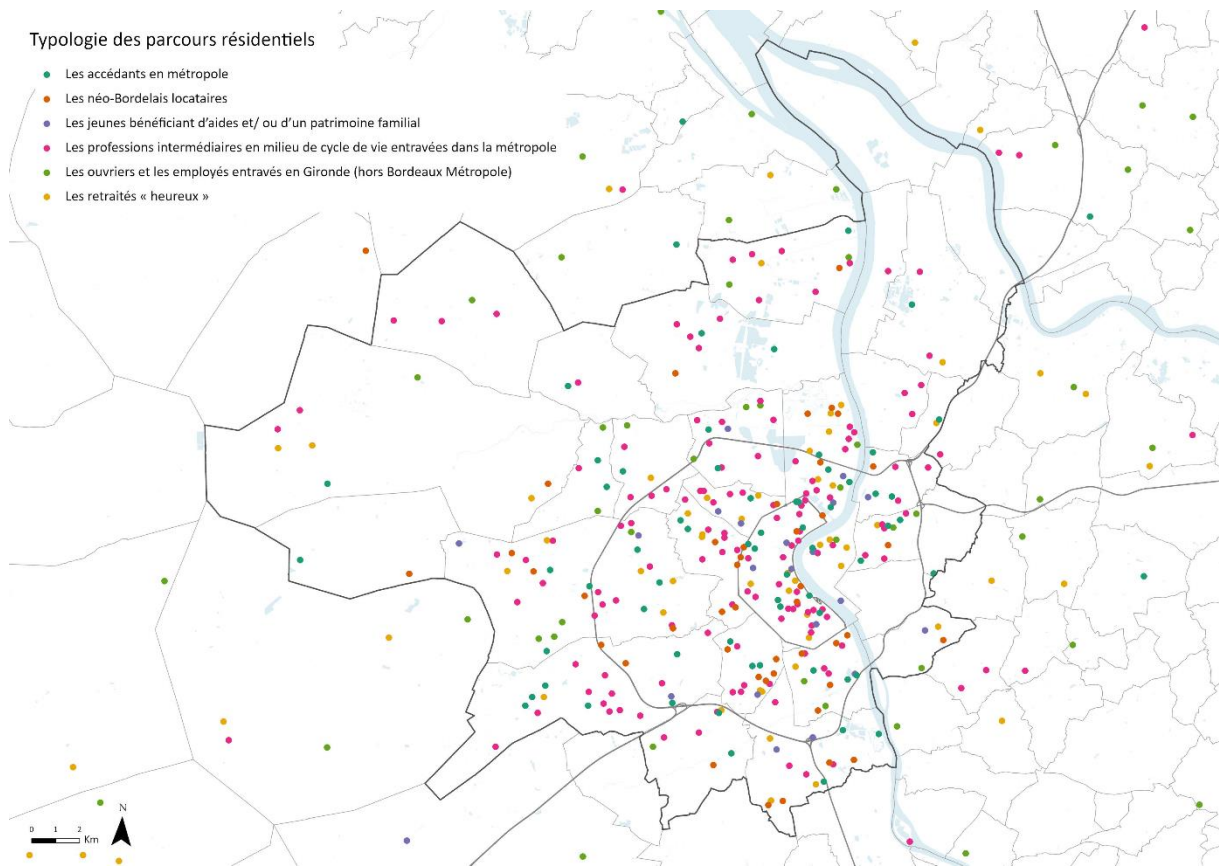 Typologie des parcours résidentiels
Les accédants en métropole
Les néo-Bordelais locataires
Les jeunes bénéficiant d'aides et/ ou d'un patrimoine familial
Les professions intermédiaires en milieu de cycle de vie entravées dans la métropole
Les ouvriers et les employés entravés en Gironde (hors Bordeaux Métropole)
Les retraités « heureux »
N
0 1 2
Km